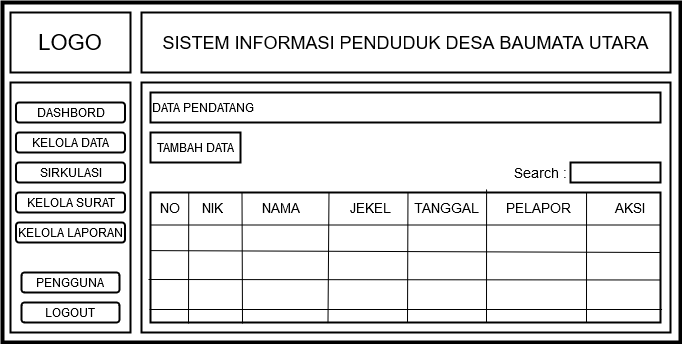 LOGO
SISTEM INFORMASI PENDUDUK DESA BAUMATA UTARA
DASHBORD
KELOLA DATA
SIRKULASI
KELOLA SURAT
KELOLA LAPORAN
PENGGUNA
LOGOUT
DATA PENDATANG
TAMBAH DATA
Search :
NO NIK NAMA JEKEL TANGGAL PELAPOR AKSI